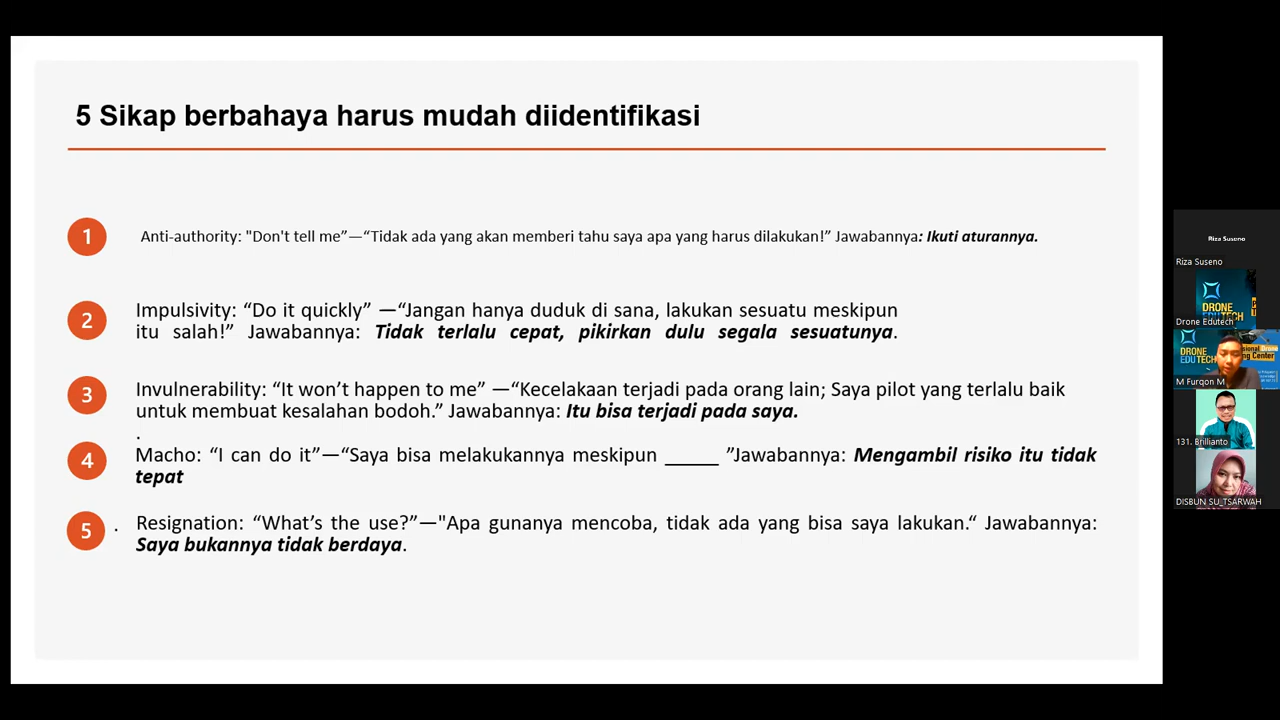 5 Sikap berbahaya harus mudah diidentifikasi
1
Anti-authority: "Don't tell me”—“Tidak ada yang akan memberi tahu saya apa yang harus dilakukan!” Jawabannya: Ikuti aturannya.
2
Impulsivity: “Do it quickly” —“Jangan hanya duduk di sana, lakukan sesuatu meskipun
itu salah!” Jawabannya: Tidak terlalu cepat, pikirkan dulu segala sesuatunya.
3
Invulnerability: “It won’t happen to me” —“Kecelakaan terjadi pada orang lain; Saya pilot yang terlalu baik
untuk membuat kesalahan bodoh.” Jawabannya: Itu bisa terjadi pada saya.
.
4
Macho: “I can do it”—“Saya bisa melakukannya meskipun _____ ”Jawabannya: Mengambil risiko itu tidak
tepat
5
. Resignation: “What’s the use?”—"Apa gunanya mencoba, tidak ada yang bisa saya lakukan.“ Jawabannya:
Saya bukannya tidak berdaya.
Riza Suseno
Riza Suseno
DRONE
EDUTECH
Drone Edutech
DRONE
M Furqon M
131. Brillianto
DISBUN SU_TSARWAH